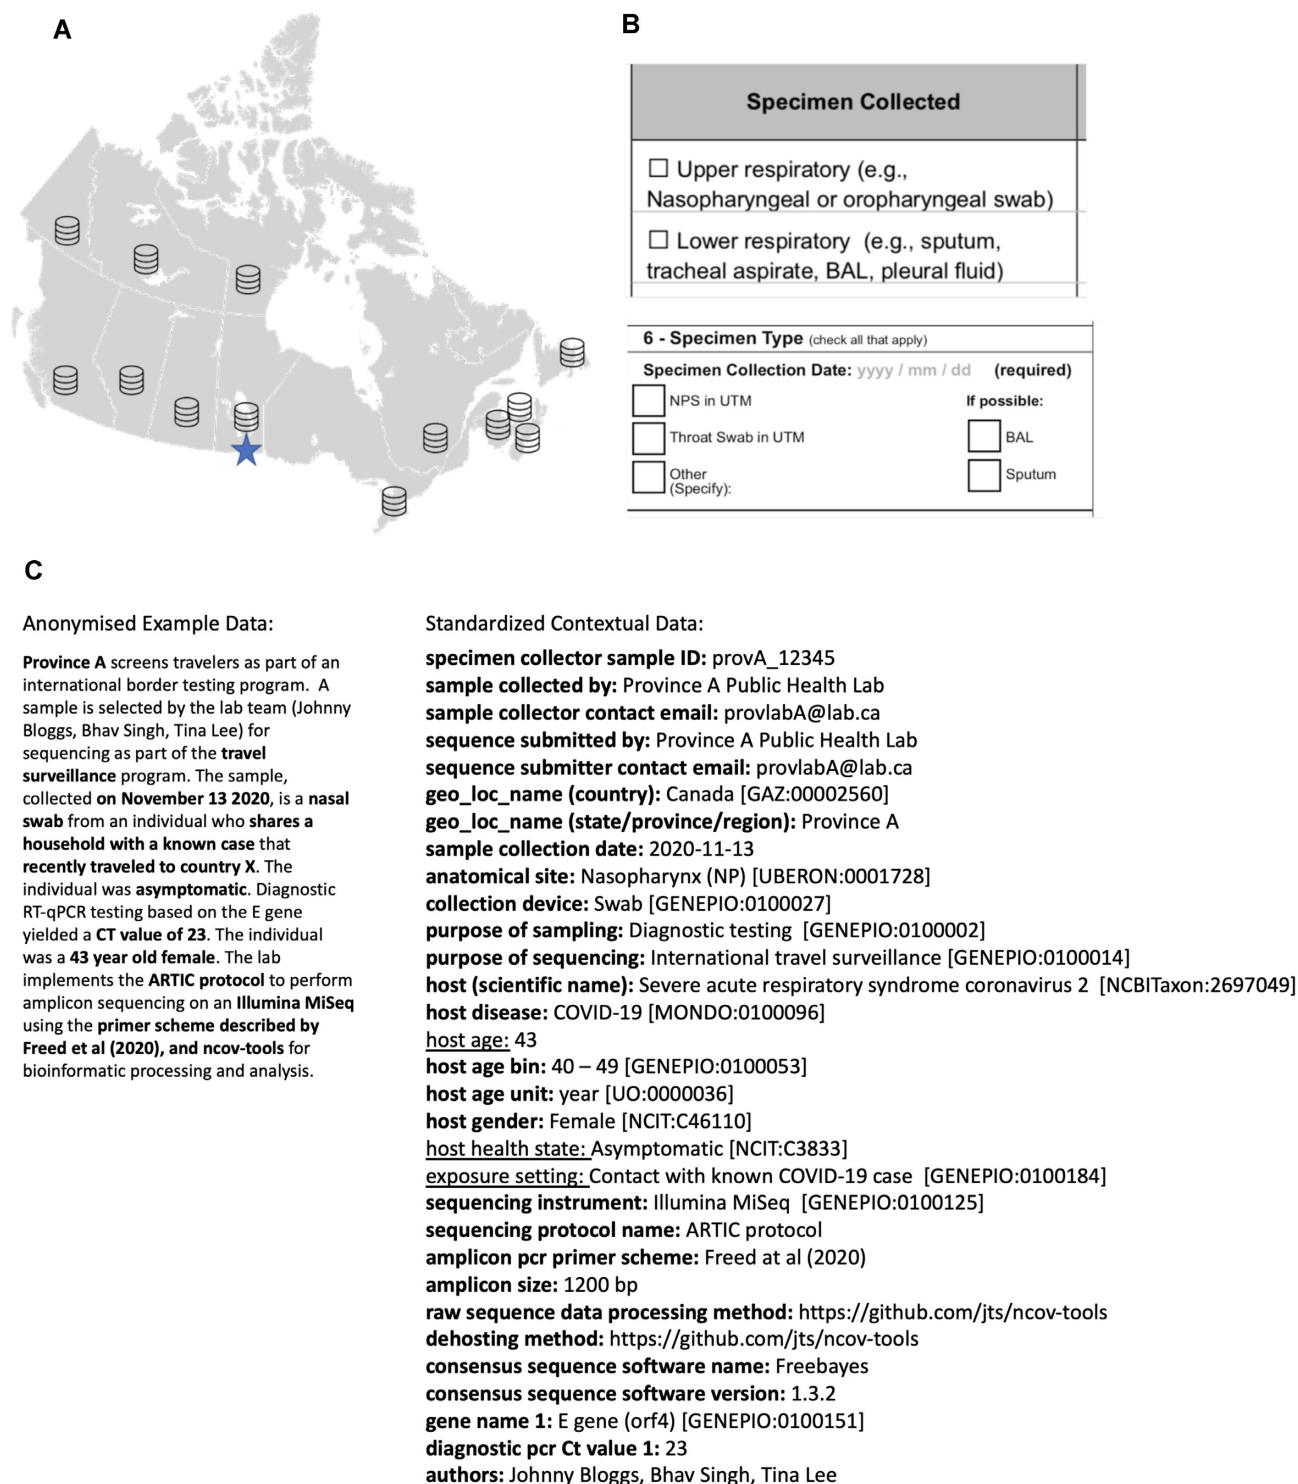 A
B
Specimen Collected
☐ Upper respiratory (e.g.,
Nasopharyngeal or oropharyngeal swab)
☐ Lower respiratory (e.g., sputum,
tracheal aspirate, BAL, pleural fluid)
6 - Specimen Type (check all that apply)
Specimen Collection Date: yyyy / mm / dd (required)
NPS in UTM
If possible:
Throat Swab in UTM
BAL
Other
(Specify):
Sputum
C
Anonymised Example Data:
Province A screens travelers as part of an
international border testing program. A
sample is selected by the lab team (Johnny
Bloggs, Bhav Singh, Tina Lee) for
sequencing as part of the travel
surveillance program. The sample,
collected on November 13 2020, is a nasal
swab from an individual who shares a
household with a known case that
recently traveled to country X. The
individual was asymptomatic. Diagnostic
RT-qPCR testing based on the E gene
yielded a CT value of 23. The individual
was a 43 year old female. The lab
implements the ARTIC protocol to perform
amplicon sequencing on an Illumina MiSeq
using the primer scheme described by
Freed et al (2020), and ncov-tools for
bioinformatic processing and analysis.
Standardized Contextual Data:
specimen collector sample ID: provA_12345
sample collected by: Province A Public Health Lab
sample collector contact email: provlabA@lab.ca
sequence submitted by: Province A Public Health Lab
sequence submitter contact email: provlabA@lab.ca
geo_loc_name (country): Canada [GAZ:00002560]
geo_loc_name (state/province/region): Province A
sample collection date: 2020-11-13
anatomical site: Nasopharynx (NP) [UBERON:0001728]
collection device: Swab [GENEPIO:0100027]
purpose of sampling: Diagnostic testing [GENEPIO:0100002]
purpose of sequencing: International travel surveillance [GENEPIO:0100014]
host (scientific name): Severe acute respiratory syndrome coronavirus 2 [NCBITaxon:2697049]
host disease: COVID-19 [MONDO:0100096]
host age: 43
host age bin: 40 – 49 [GENEPIO:0100053]
host age unit: year [UO:0000036]
host gender: Female [NCIT:C46110]
host health state: Asymptomatic [NCIT:C3833]
exposure setting: Contact with known COVID-19 case [GENEPIO:0100184]
sequencing instrument: Illumina MiSeq [GENEPIO:0100125]
sequencing protocol name: ARTIC protocol
amplicon pcr primer scheme: Freed at al (2020)
amplicon size: 1200 bp
raw sequence data processing method: https://github.com/jts/ncov-tools
dehosting method: https://github.com/jts/ncov-tools
consensus sequence software name: Freebayes
consensus sequence software version: 1.3.2
gene name 1: E gene (orf4) [GENEPIO:0100151]
diagnostic pcr Ct value 1: 23
authors: Johnny Bloggs, Bhav Singh, Tina Lee